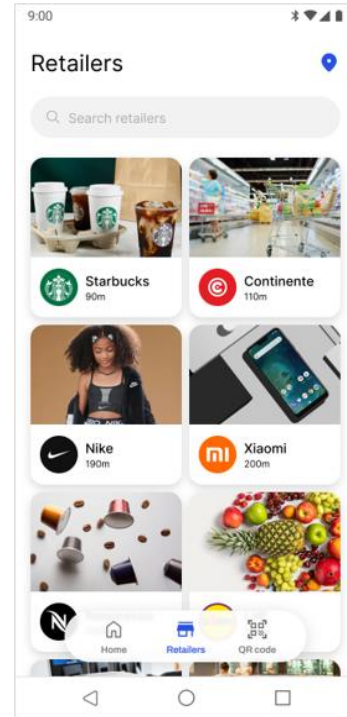 9:00
Retailers
Search retailers
Starbucks
90m
Continente
110m
Nike
190m
Xiaomi
200m
Home
Retailers
QR code